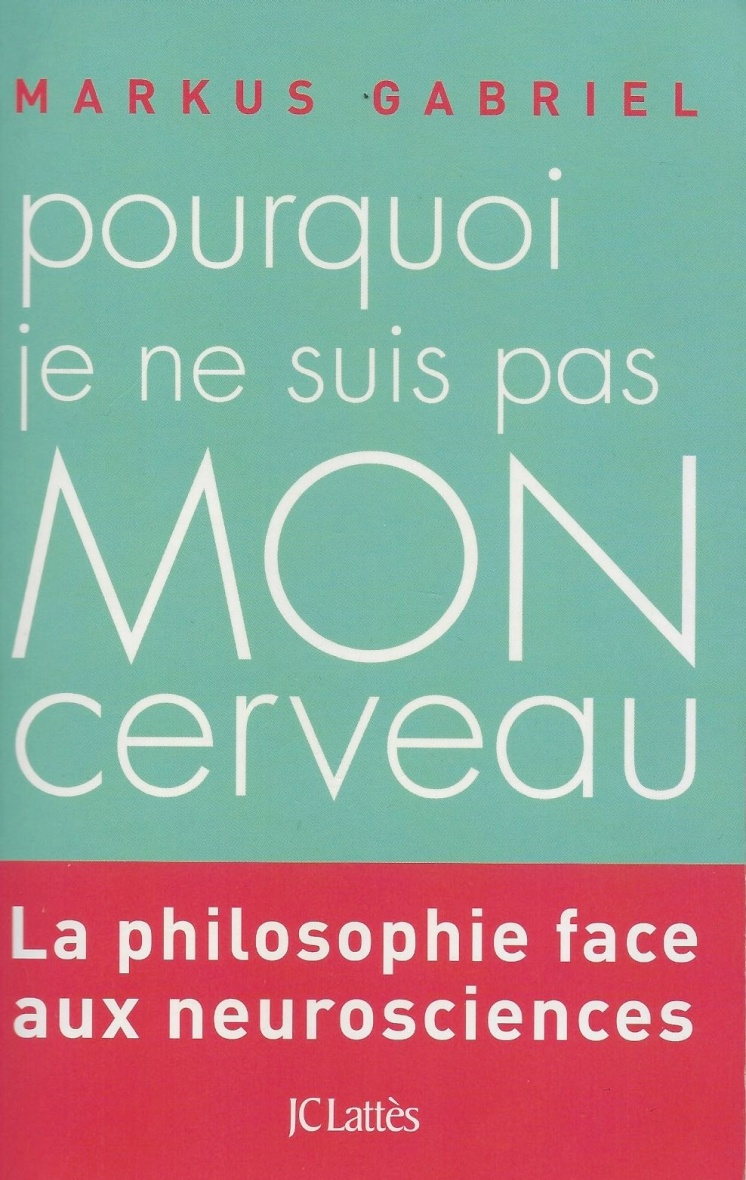 MARKUS GABRIEL
pourquoi
je ne suis pas
MON
cerveau
La philosophie face
aux neurosciences
JC Lattès